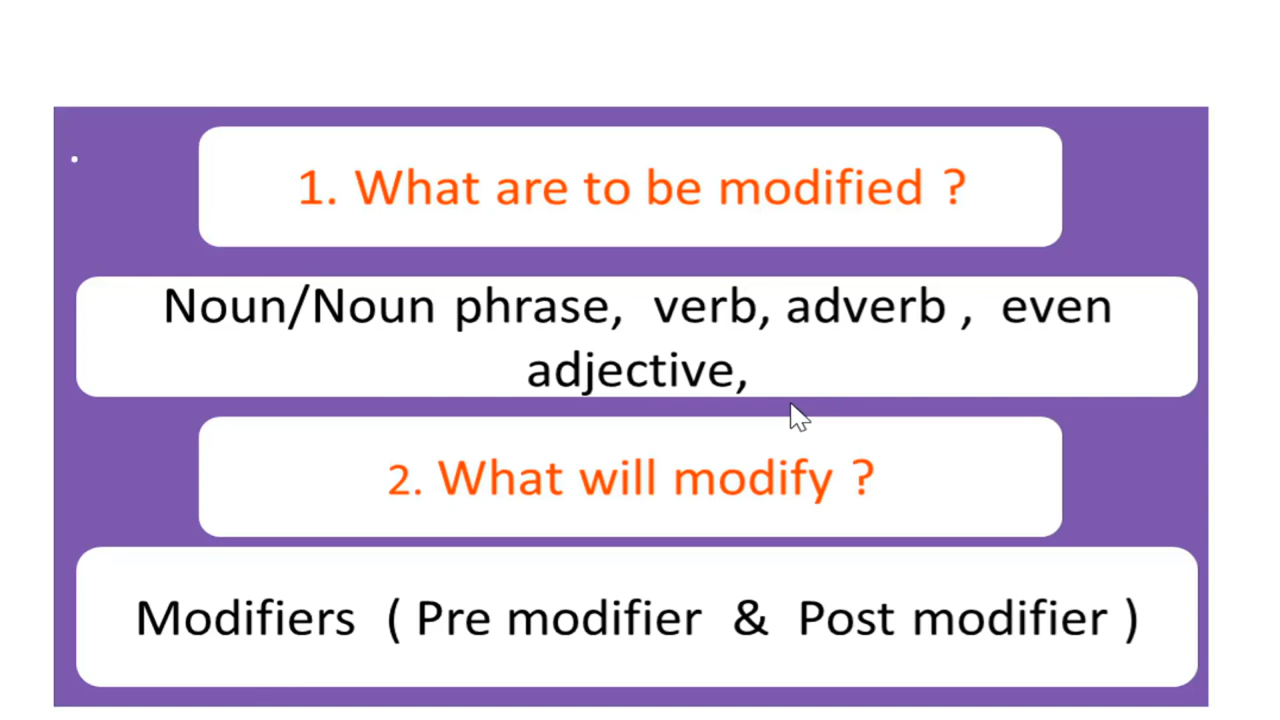 1. What are to be modified ?
Noun/Noun phrase, verb, adverb , even
adjective,
2. What will modify ?
Modifiers ( Pre modifier & Post modifier )